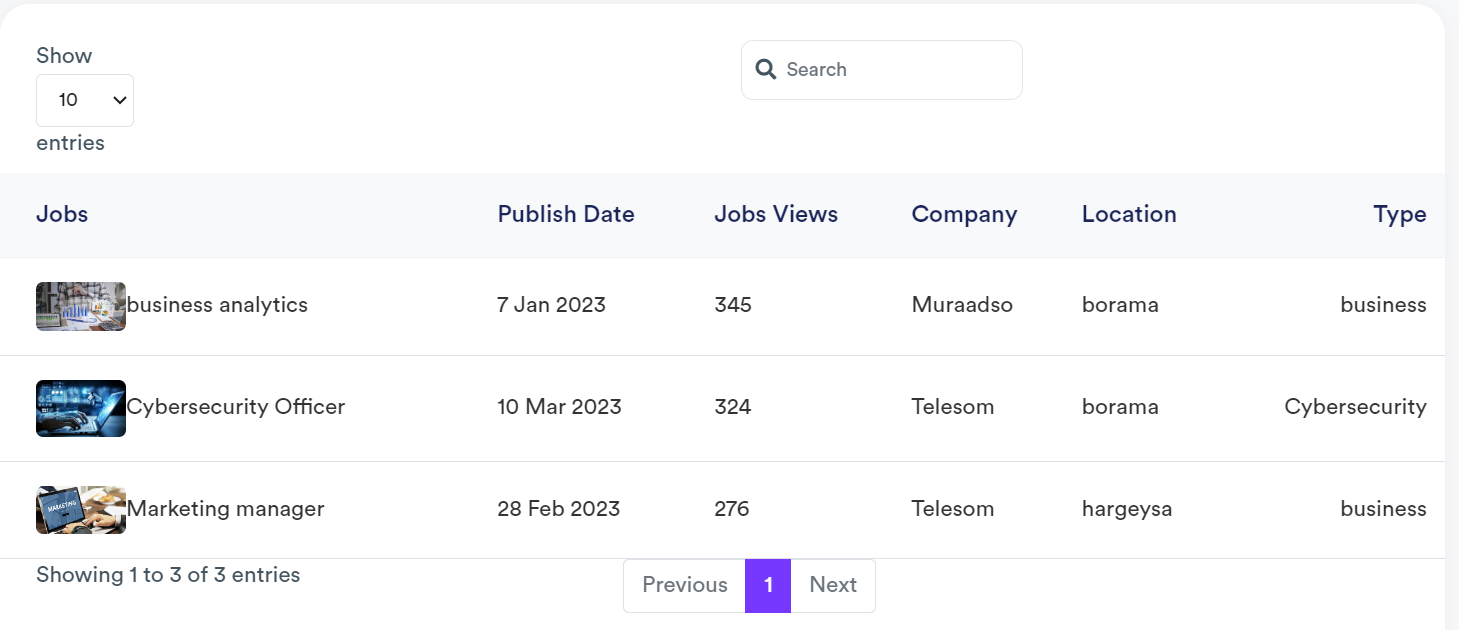 Show
10
entries
Search
Jobs Publish Date Jobs Views Company Location Type
business analytics 7 Jan 2023 345 Muraadso borama business
Cybersecurity Officer 10 Mar 2023 324 Telesom borama Cybersecurity
MARKETING
Marketing manager 28 Feb 2023 276 Telesom hargeysa business
Showing 1 to 3 of 3 entries
Previous 1 Next